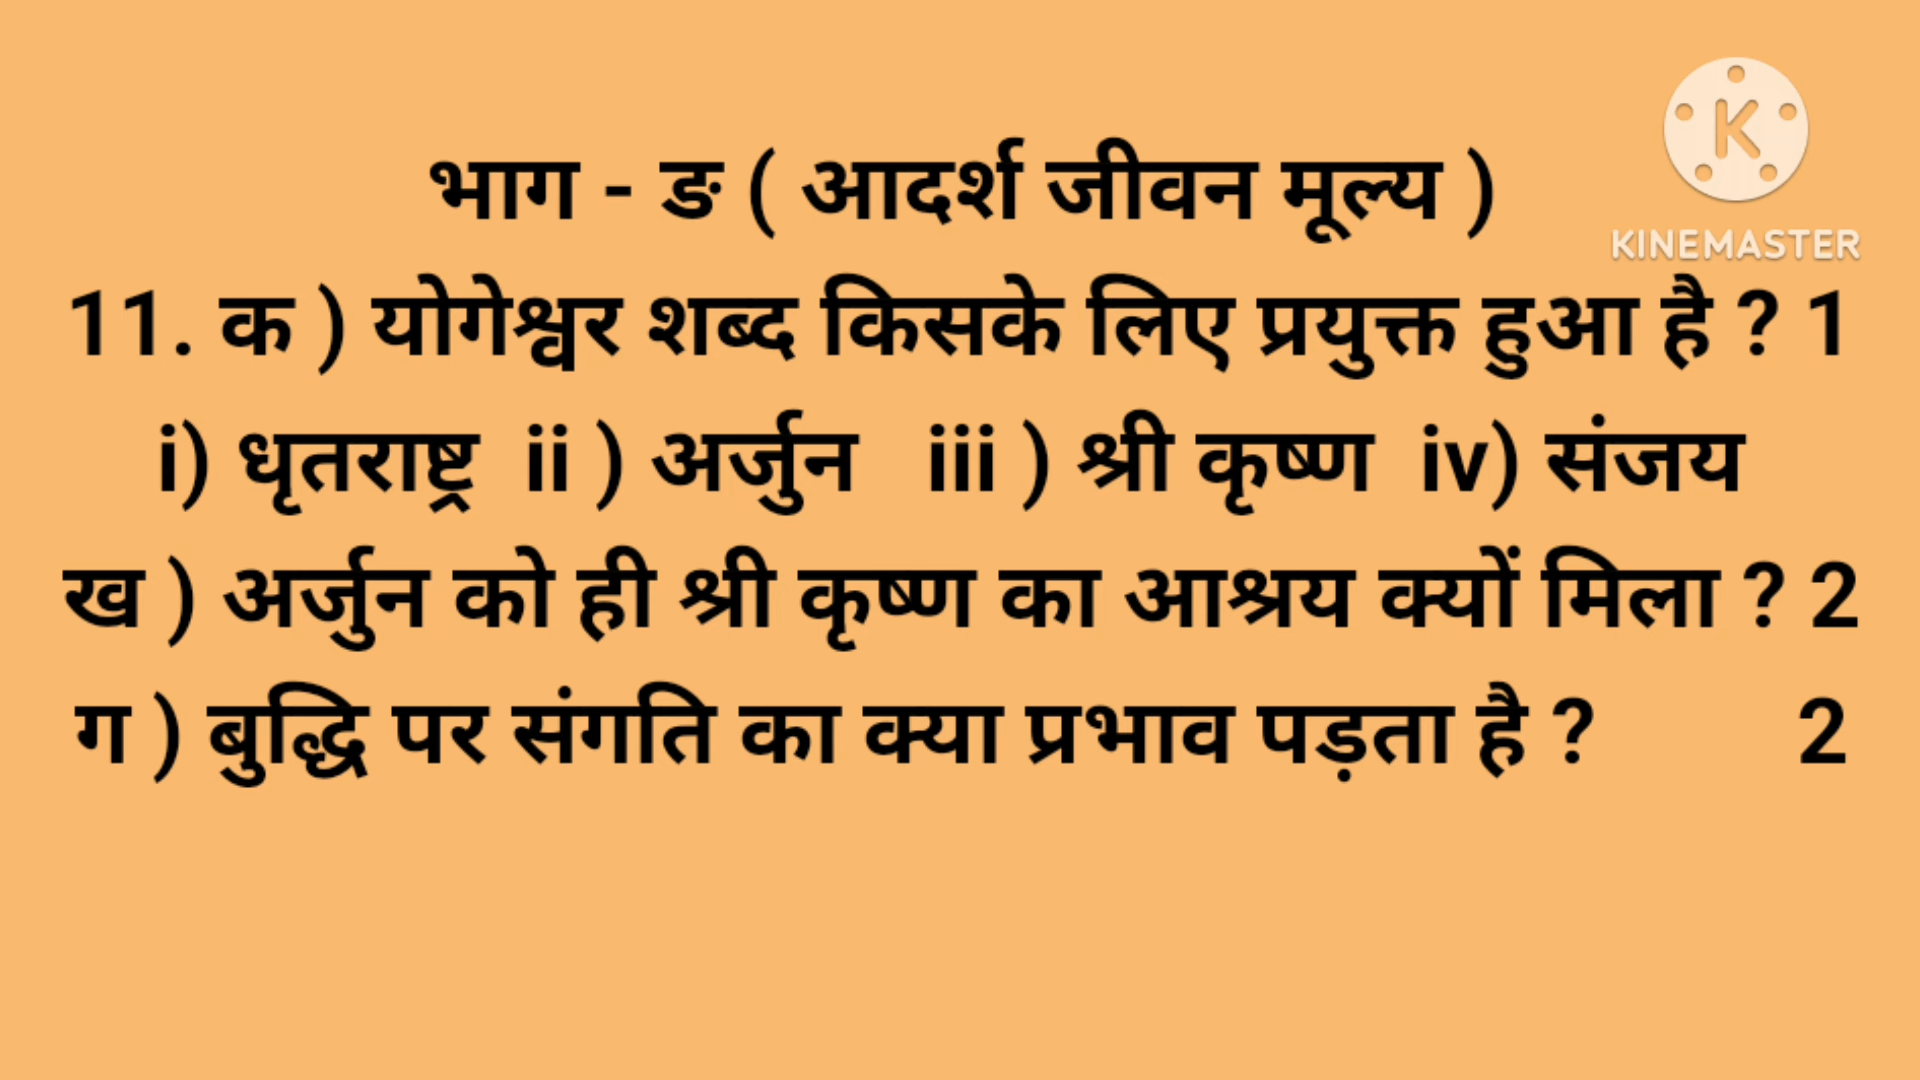 भाग - ङ ( आदर्श जीवन मूल्य )
KINEMASTER
11. क ) योगेश्वर शब्द किसके लिए प्रयुक्त हुआ है ? 1
i) धृतराष्ट्र ii ) अर्जुन iii ) श्री कृष्ण iv) संजय
ख ) अर्जुन को ही श्री कृष्ण का आश्रय क्यों मिला ? 2
ग ) बुद्धि पर संगति का क्या प्रभाव पड़ता है ? 2